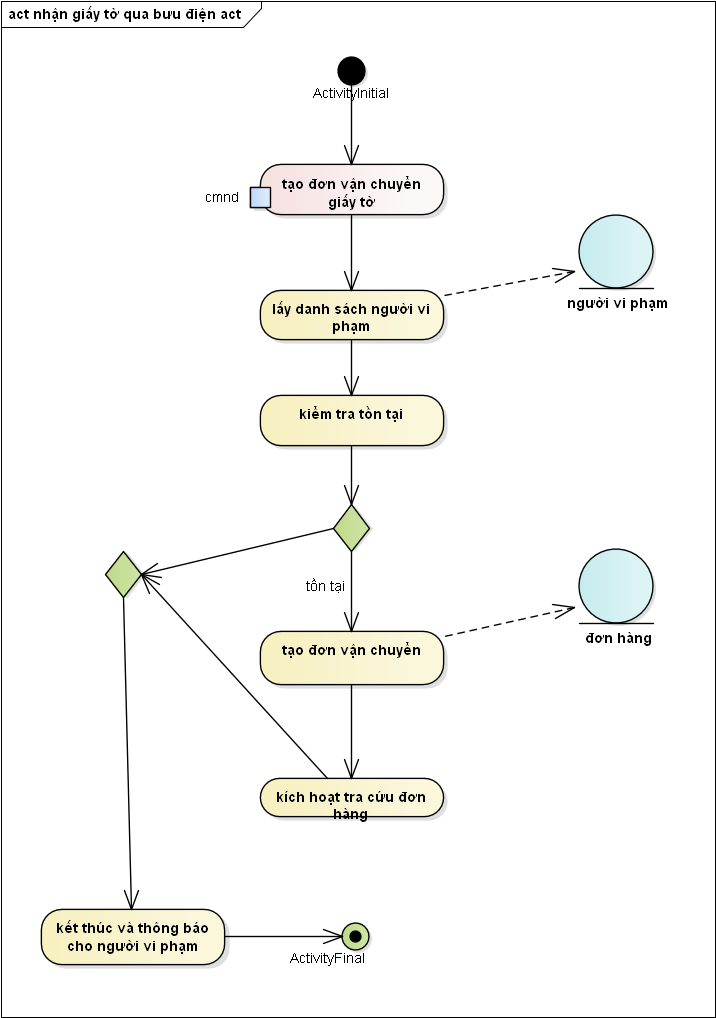 act nhận giấy tờ qua bưu điện act
ActivityInitial
tạo đơn vận chuyển
giấy tờ
cmnd
người vi phạm
lấy danh sách người vi
phạm
kiểm tra tồn tại
tồn tại
đơn hàng
tạo đơn vận chuyển
kích hoạt tra cứu đơn
hàng
kết thúc và thông báo
cho người vi phạm
ActivityFinal